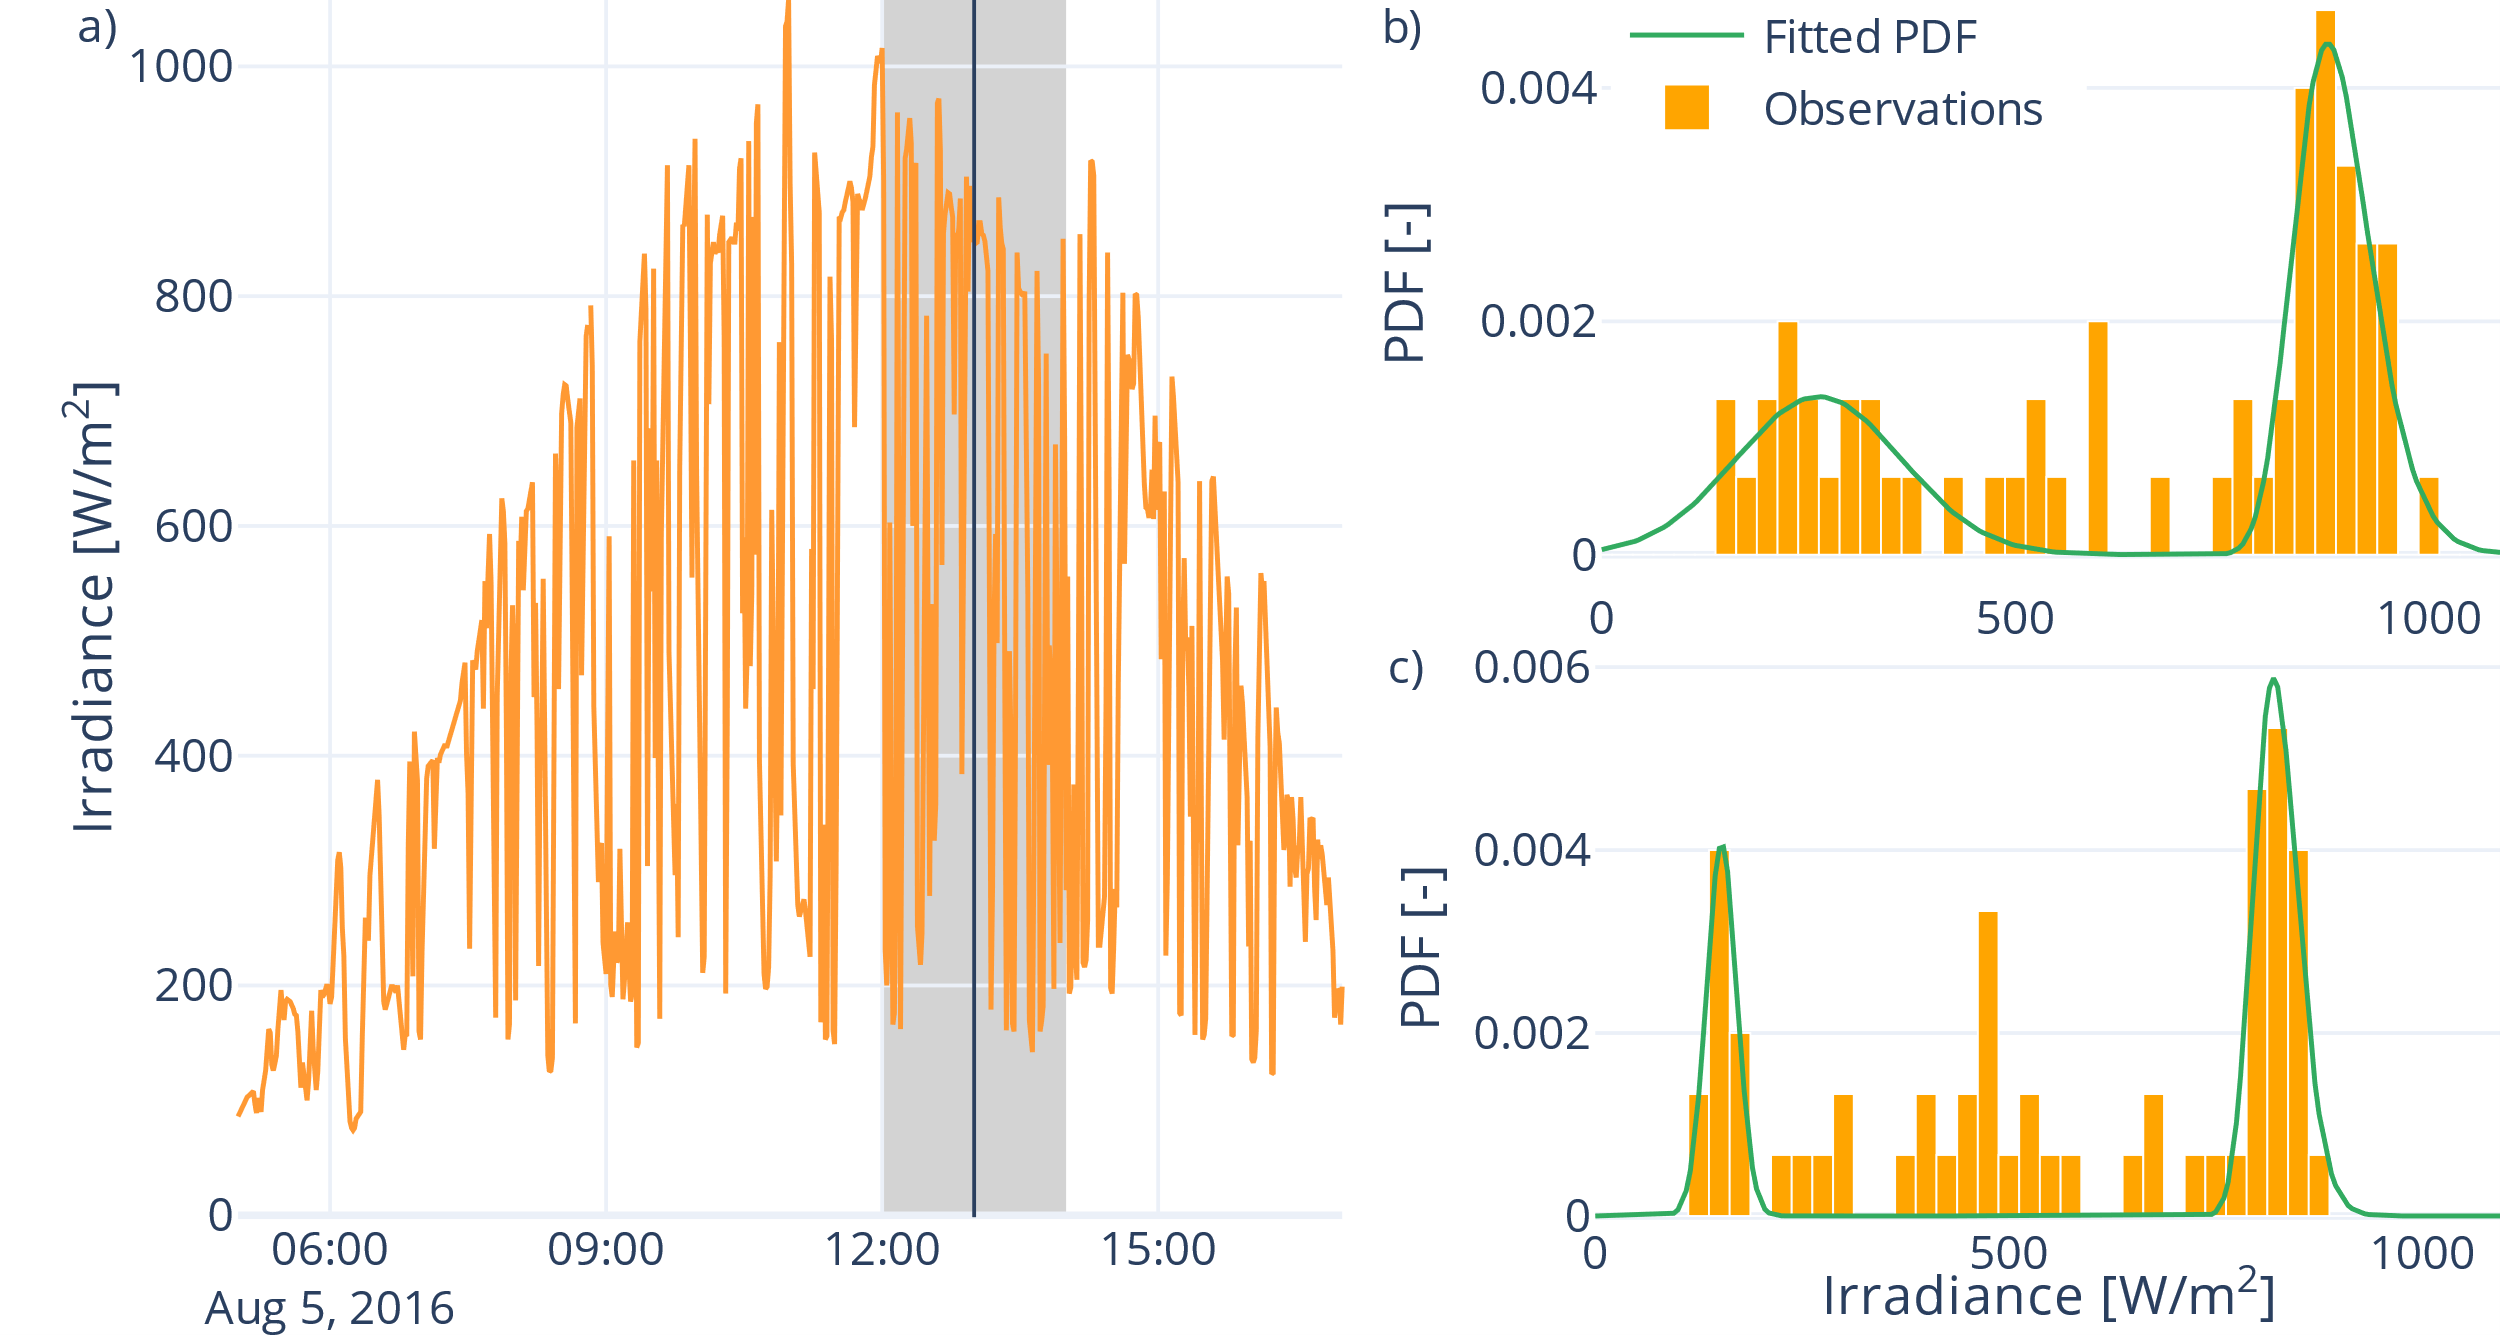 a)
1000
800
600
400
200
0
Irradiance [W/m²]
06:00
09:00
12:00
15:00
Aug 5, 2016
b)
Fitted PDF
Observations
0.004
0.002
0
PDF [-]
0
500
1000
c)
0.006
0.004
0.002
0
PDF [-]
0
500
1000
Irradiance [W/m²]